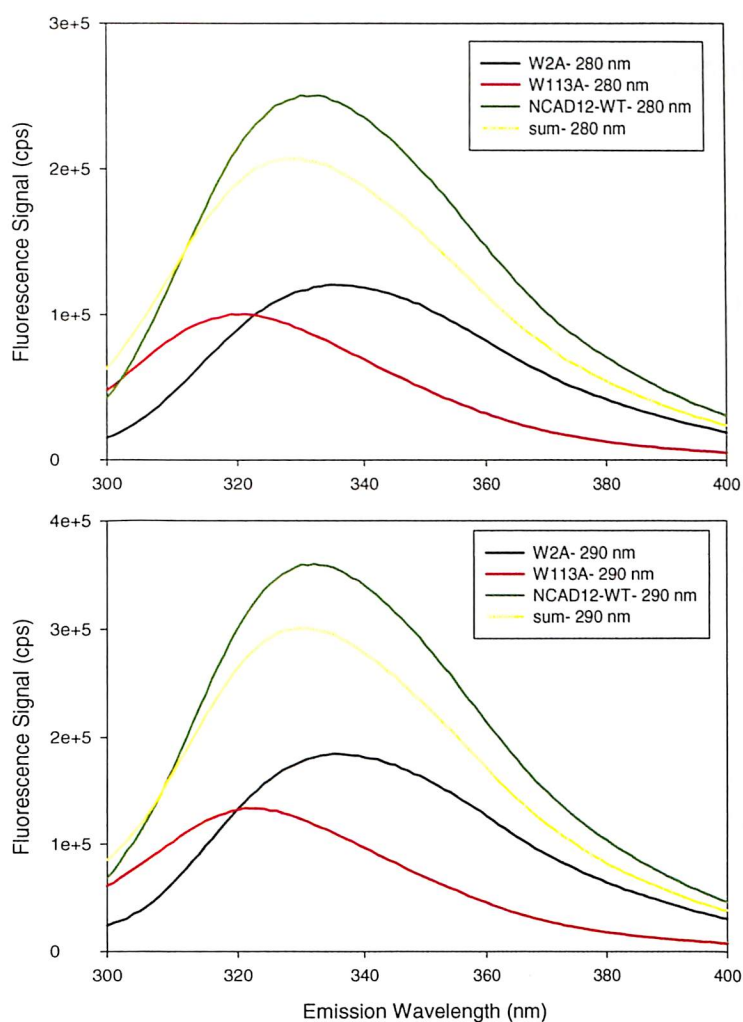 3e+5
2e+5
1e+5
0
Fluorescence Signal (cps)
W2A- 280 nm
W113A- 280 nm
NCAD12-WT- 280 nm
sum- 280 nm
300 320 340 360 380 400
4e+5
3e+5
2e+5
1e+5
0
Fluorescence Signal (cps)
W2A- 290 nm
W113A- 290 nm
NCAD12-WT- 290 nm
sum- 290 nm
300 320 340 360 380 400
Emission Wavelength (nm)